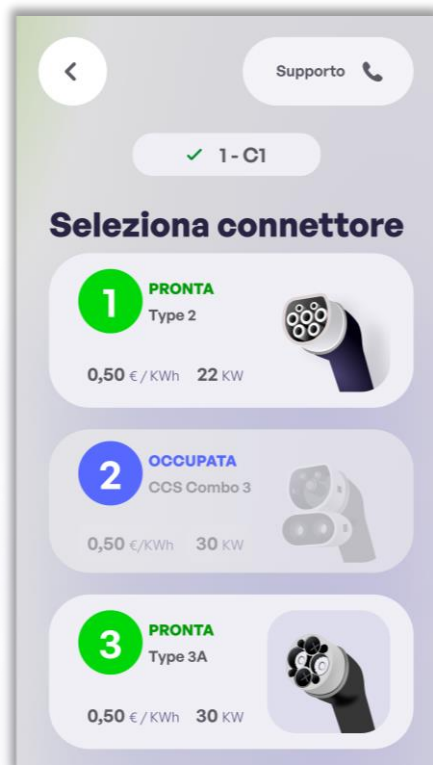 Supporto
1 - C1
Seleziona connettore
1
PRONTA
Type 2
0,50 € / KWh 22 KW
2
OCCUPATA
CCS Combo 3
0,50 €/KWh 30 KW
3
PRONTA
Type 3A
0,50 € / KWh 30 KW